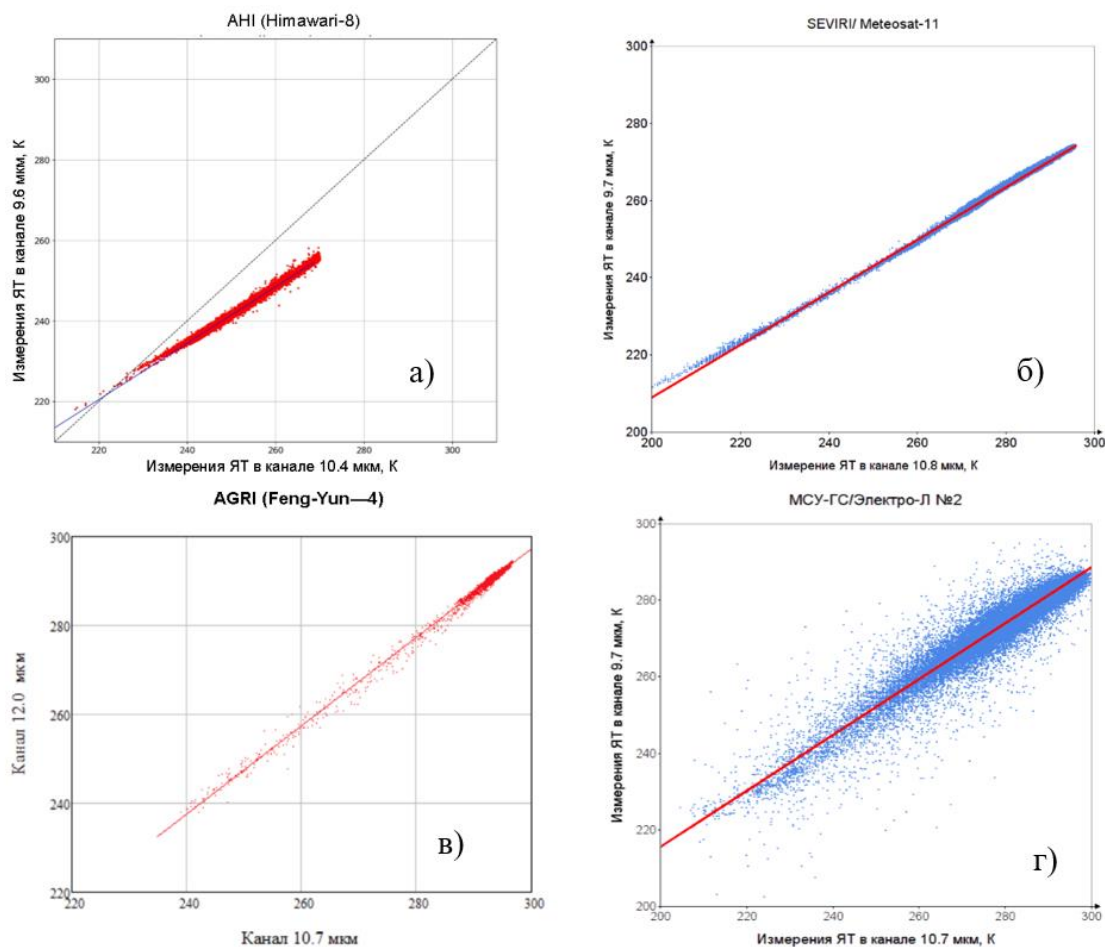 AHI (Himawari-8)
Измерения ЯТ в канале 9.6 мкм, К
300
280
260
240
220
а)
220
240
260
280
300
Измерения ЯТ в канале 10.4 мкм, К
SEVIRI/ Meteosat-11
Измерения ЯТ в канале 9.7 мкм, К
300
280
260
240
220
200
б)
200
220
240
260
280
300
Измерение ЯТ в канале 10.8 мкм, К
AGRI (Feng-Yun—4)
Канал 12.0 мкм
300
280
260
240
220
в)
220
240
260
280
300
Канал 10.7 мкм
МСУ-ГС/Электро-Л №2
Измерения ЯТ в канале 9.7 мкм, К
300
280
260
240
220
200
г)
200
220
240
260
280
300
Измерения ЯТ в канале 10.7 мкм, К